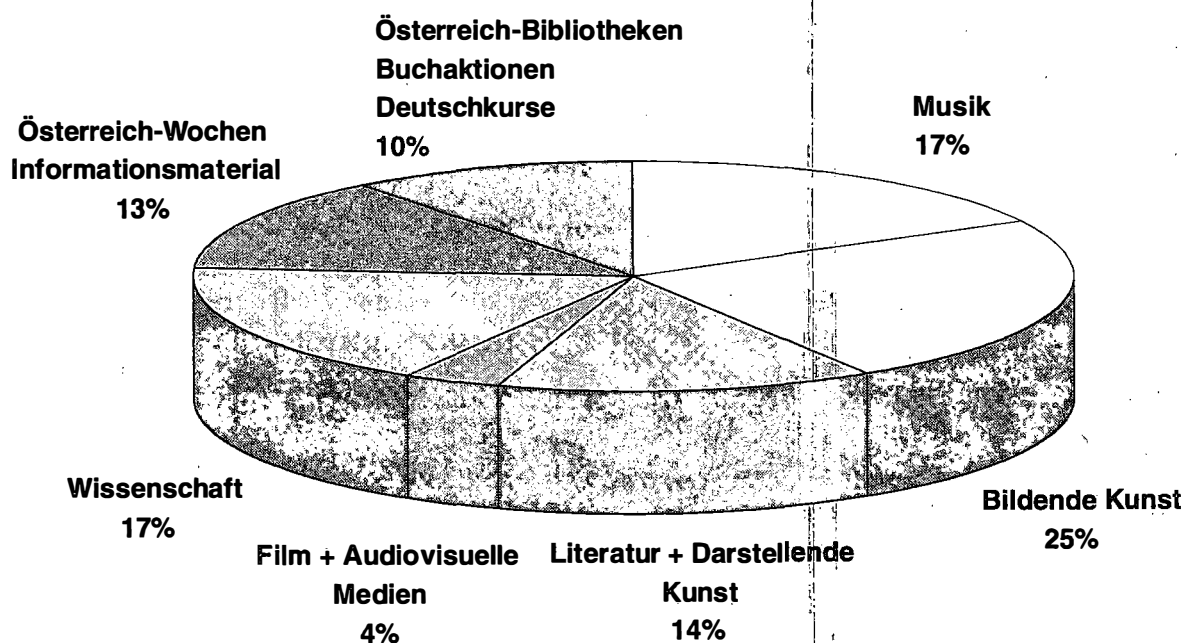 Österreich-Bibliotheken
Buchaktionen
Deutschkurse
10%
Musik
17%
Österreich-Wochen
Informationsmaterial
13%
Wissenschaft
17%
Bildende Kunst
25%
Film + Audiovisuelle
Medien
4%
Literatur + Darstellende
Kunst
14%